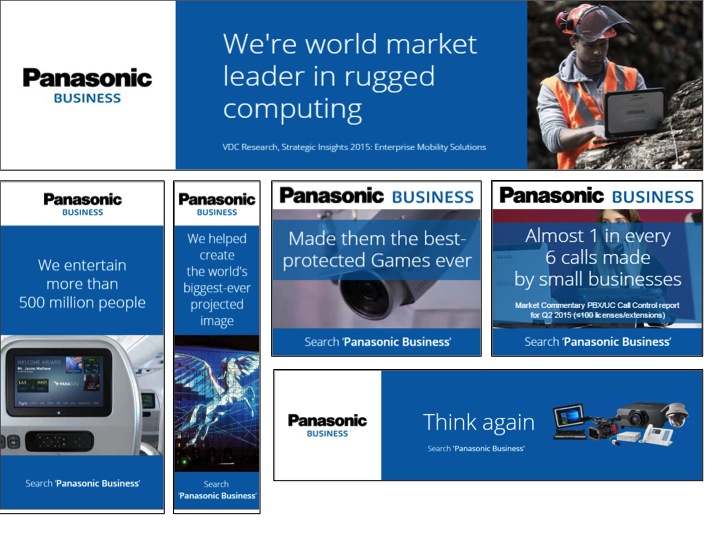 Panasonic
BUSINESS
We're world market
leader in rugged
computing
VDC Research, Strategic Insights 2015: Enterprise Mobility Solutions
Panasonic
BUSINESS
We entertain
more than
500 million people
WELCOME ABOARD
Search 'Panasonic Business'
Panasonic
BUSINESS
We helped
create
the world's
biggest-ever
projected
image
Search
'Panasonic Business'
Panasonic BUSINESS
Made them the best-
protected Games ever
Search 'Panasonic Business'
Panasonic BUSINESS
Almost 1 in every
6 calls made
by small businesses
Market Commentary PBX/UC Call Control report
for Q2 2015 (≤100 licenses/extensions)
Search 'Panasonic Business'
Panasonic
BUSINESS
Think again
Search 'Panasonic Business'